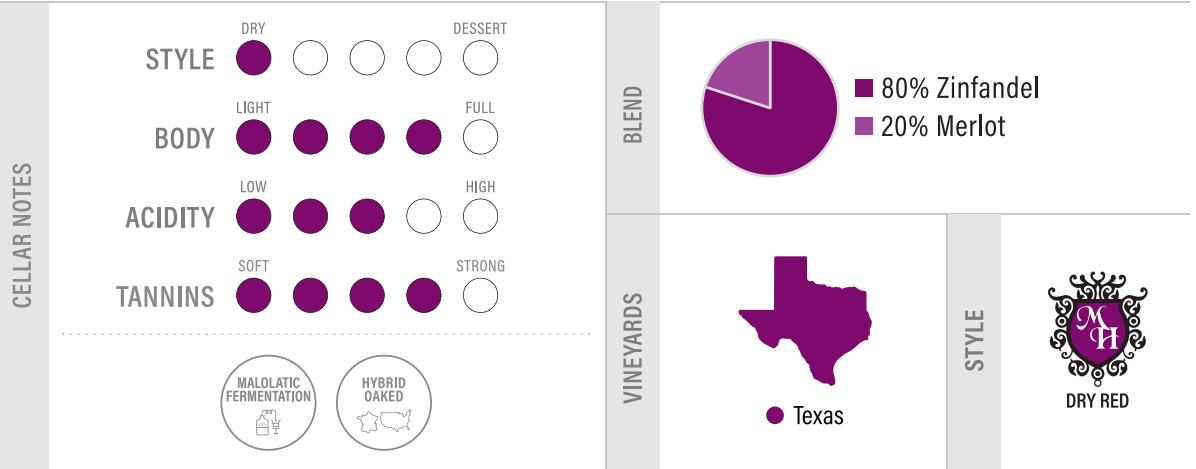 CELLAR NOTES
DRY DESSERT
STYLE
LIGHT FULL
BODY
LOW HIGH
ACIDITY
SOFT STRONG
TANNINS
MALOLATIC
FERMENTATION
HYBRID
OAKED
BLEND
80% Zinfandel
20% Merlot
VINEYARDS
Texas
STYLE
MH
DRY RED